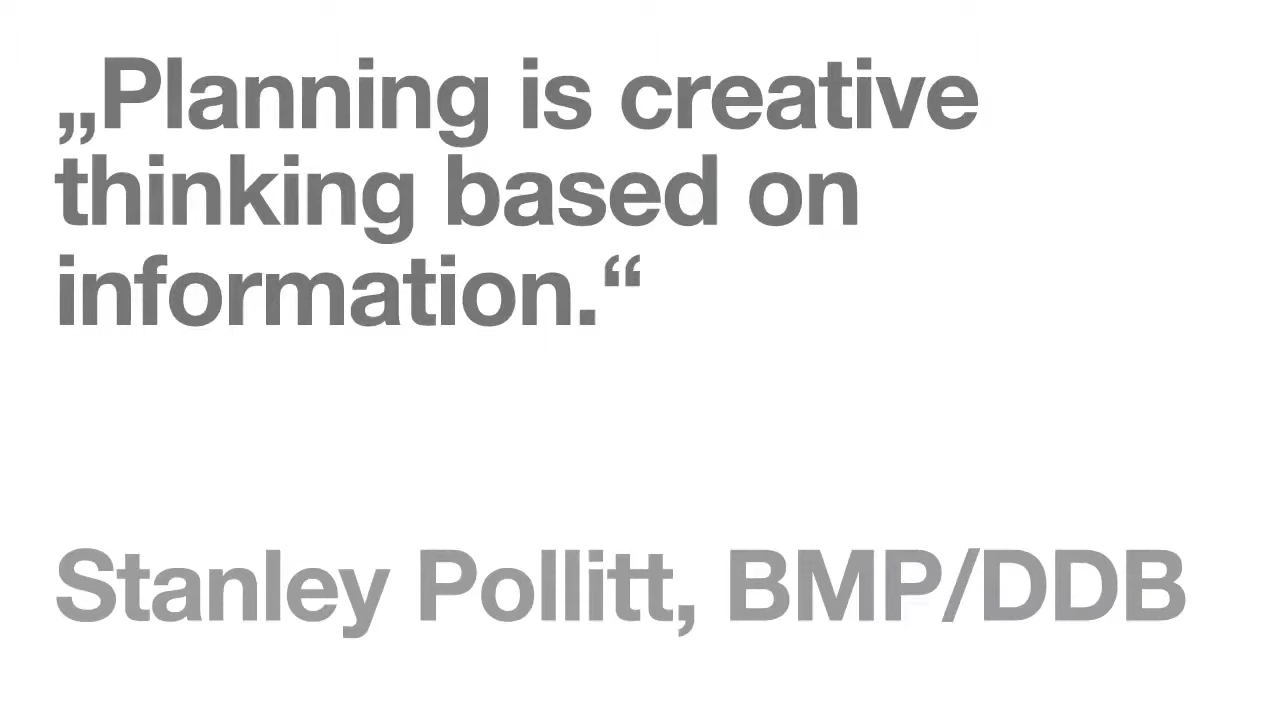 „Planning is creative
thinking based on
information.“
Stanley Pollitt, BMP/DDB